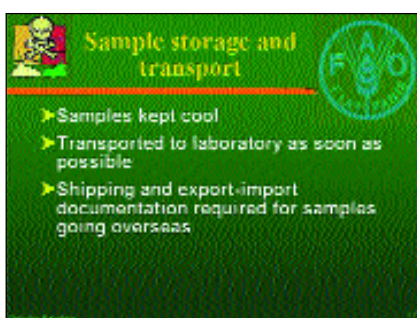 Sample storage and
transport
F A O
➤Samples kept cool
➤Transported to laboratory as soon as
possible
➤Shipping and export-import
documentation required for samples
going overseas